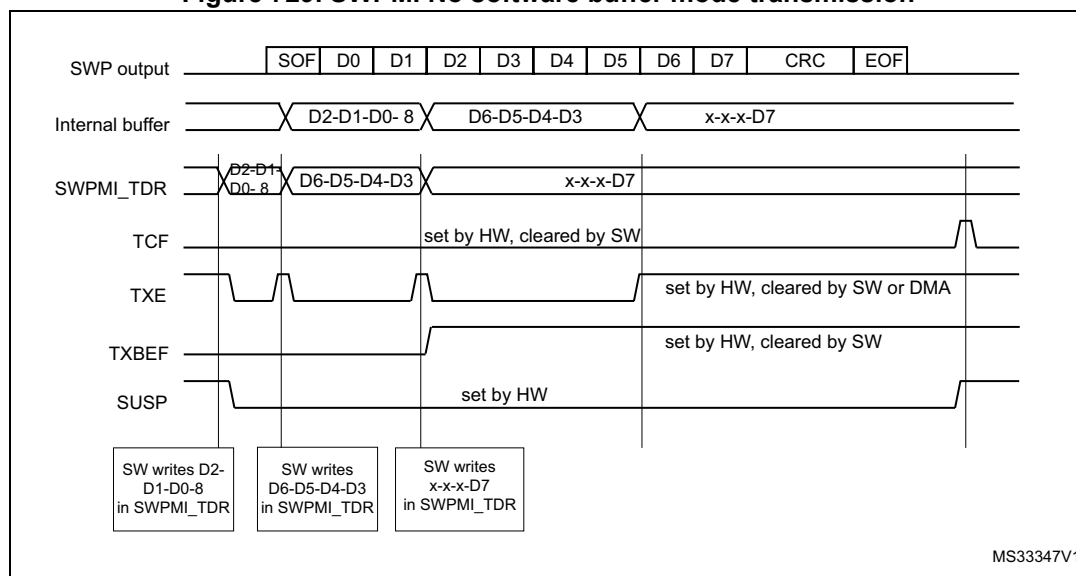 Figure 729. SWPMI No software buffer mode transmission
SWP output
SOF D0 D1 D2 D3 D4 D5 D6 D7 CRC EOF
Internal buffer
D2-D1-D0- 8
D6-D5-D4-D3
x-x-x-D7
SWPMI_TDR
D2-D1-
D0- 8
D6-D5-D4-D3
x-x-x-D7
TCF
set by HW, cleared by SW
TXE
set by HW, cleared by SW or DMA
TXBEF
set by HW, cleared by SW
SUSP
set by HW
SW writes D2-
D1-D0-8
in SWPMI_TDR
SW writes
D6-D5-D4-D3
in SWPMI_TDR
SW writes
x-x-x-D7
in SWPMI_TDR
MS33347V1